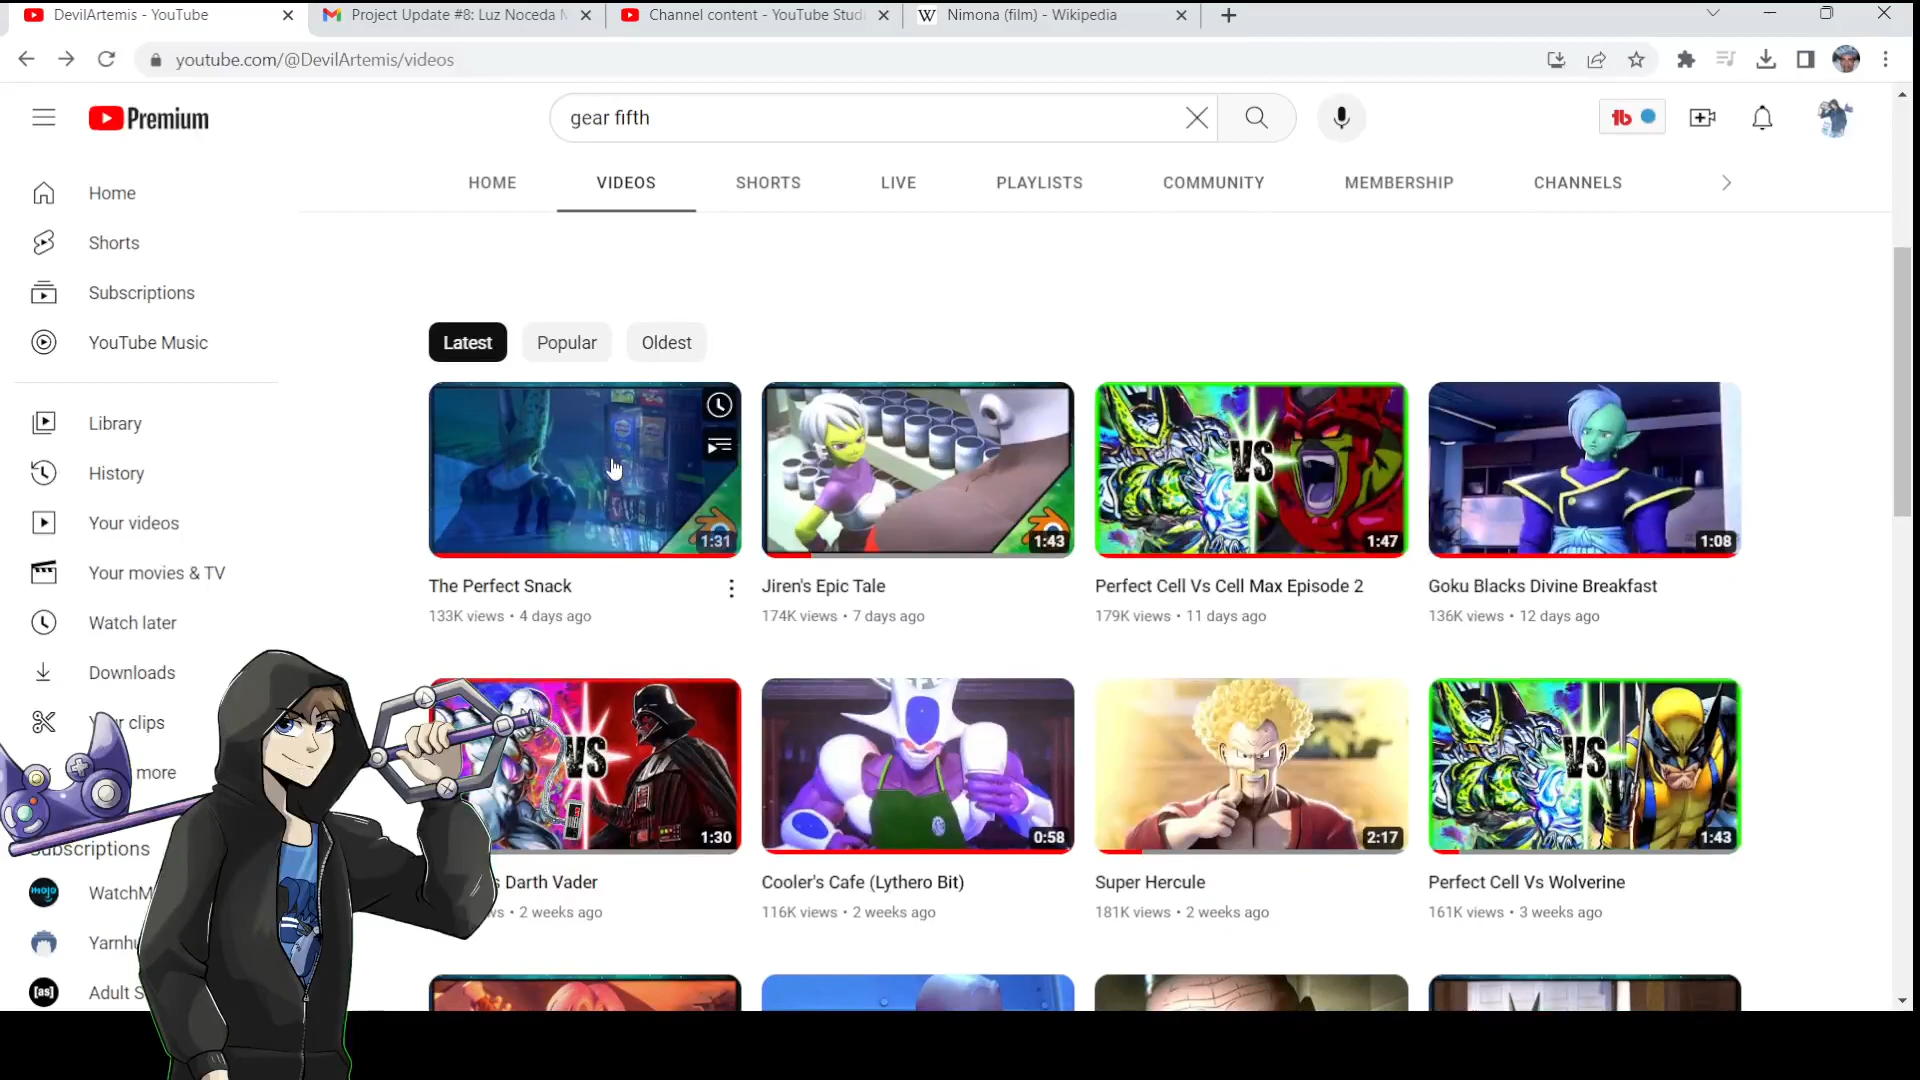 DevilArtemis - YouTube
Project Update #8: Luz Noceda
Channel content - YouTube Stud
Nimona (film) - Wikipedia
youtube.com/@DevilArtemis/videos
Premium
gear fifth
HOME
VIDEOS
SHORTS
LIVE
PLAYLISTS
COMMUNITY
MEMBERSHIP
CHANNELS
Home
Shorts
Subscriptions
YouTube Music
Library
History
Your videos
Your movies & TV
Watch later
Downloads
clips
more
Subscriptions
WatchM
Yarnhu
Adult S
Latest
Popular
Oldest
1:31
1:43
VS
1:47
1:08
The Perfect Snack
Jiren's Epic Tale
Perfect Cell Vs Cell Max Episode 2
Goku Blacks Divine Breakfast
133K views • 4 days ago
174K views • 7 days ago
179K views • 11 days ago
136K views • 12 days ago
VS
1:30
0:58
2:17
VS
1:43
s Darth Vader
Cooler's Cafe (Lythero Bit)
Super Hercule
Perfect Cell Vs Wolverine
ws • 2 weeks ago
116K views • 2 weeks ago
181K views • 2 weeks ago
161K views • 3 weeks ago
mojo
[as]